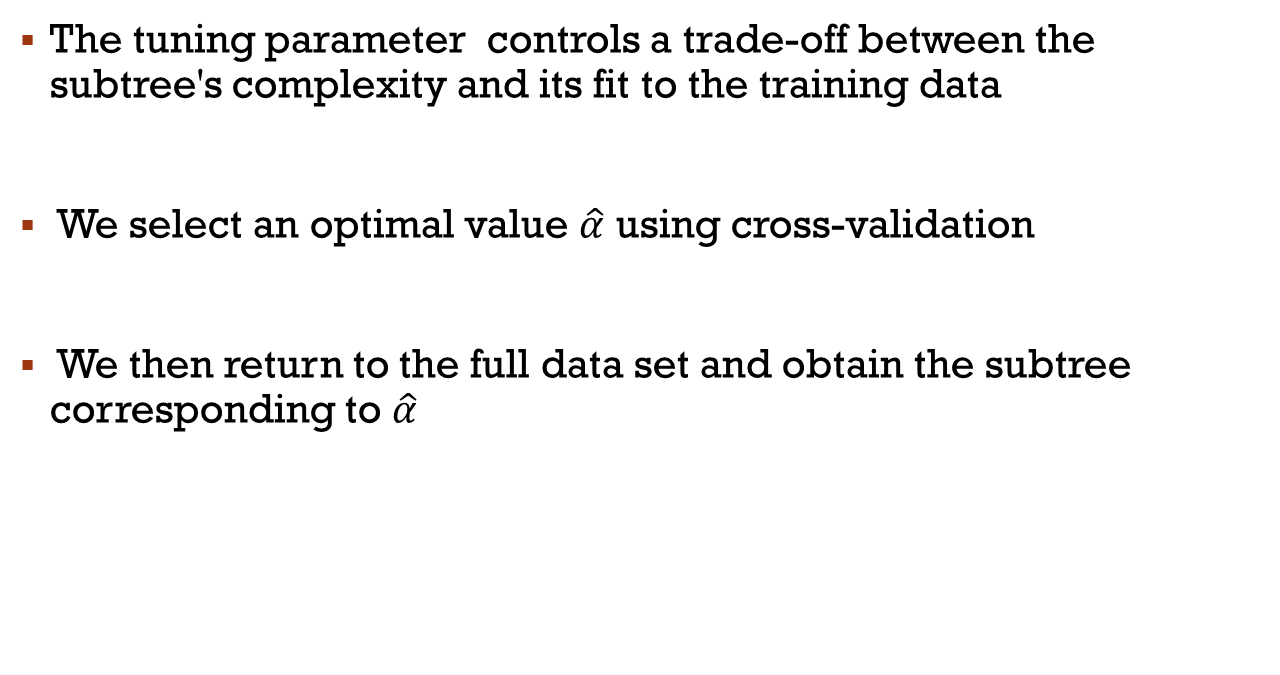 ▪ The tuning parameter  controls a trade-off between the
subtree's complexity and its fit to the training data
▪ We select an optimal value α̂ using cross-validation
▪ We then return to the full data set and obtain the subtree
corresponding to α̂